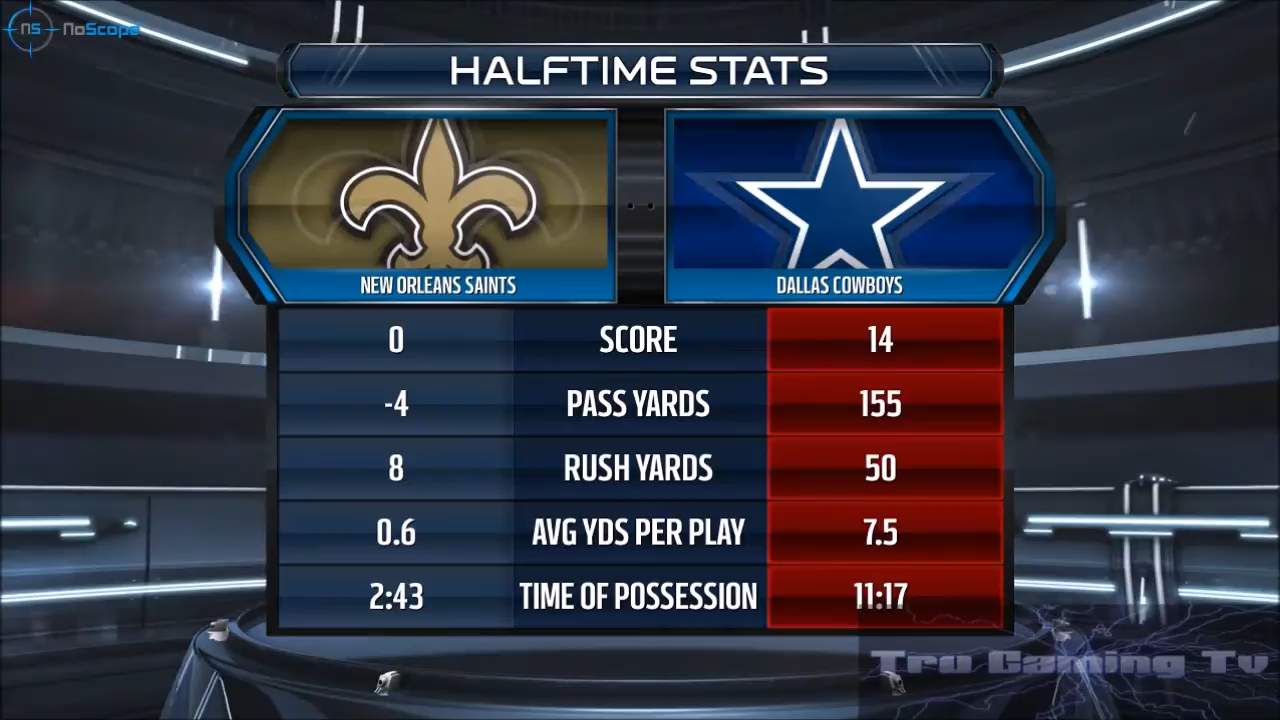 NS NoScope
HALFTIME STATS
NEW ORLEANS SAINTS
DALLAS COWBOYS
0 SCORE 14
-4 PASS YARDS 155
8 RUSH YARDS 50
0.6 AVG YDS PER PLAY 7.5
2:43 TIME OF POSSESSION 11:17
Tru Gaming Tv